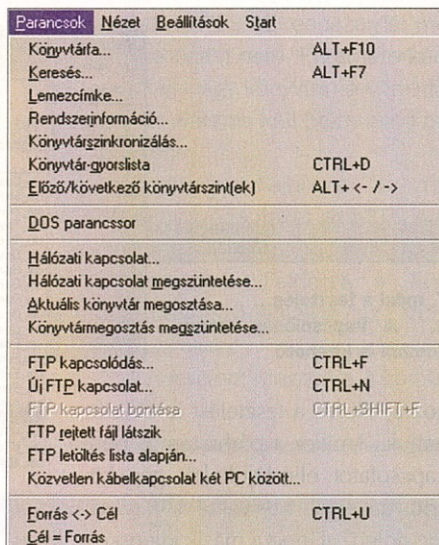 Parancsok Nézet Beállítások Start
Könyvtárfa... ALT+F10
Keresés... ALT+F7
Lemezcímke...
Rendszerinformáció...
Könyvtárszinkronizálás...
Könyvtár-gyorslista CTRL+D
Előző/következő könyvtárszint(ek) ALT+ <- / ->
DOS parancssor
Hálózati kapcsolat...
Hálózati kapcsolat megszüntetése...
Aktuális könyvtár megosztása...
Könyvtármegosztás megszüntetése...
FTP kapcsolódás... CTRL+F
Új FTP kapcsolat... CTRL+N
FTP kapcsolat bontása CTRL+SHIFT+F
FTP rejtett fájl látszik
FTP letöltés lista alapján...
Közvetlen kábelkapcsolat két PC között...
Forrás <-> Cél CTRL+U
Cél = Forrás